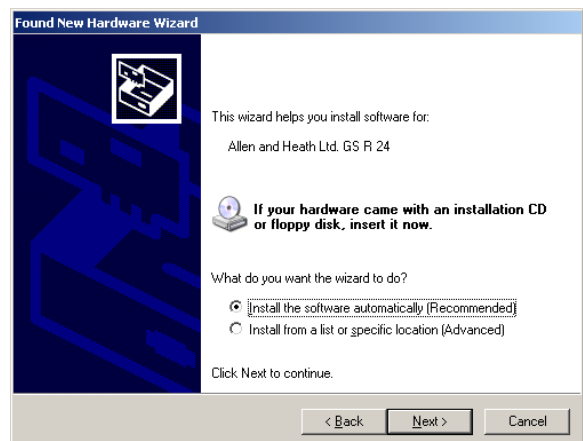 Found New Hardware Wizard
This wizard helps you install software for:
Allen and Heath Ltd. GS R 24
If your hardware came with an installation CD
or floppy disk, insert it now.
What do you want the wizard to do?
Install the software automatically (Recommended)
Install from a list or specific location (Advanced)
Click Next to continue.
< Back Next > Cancel